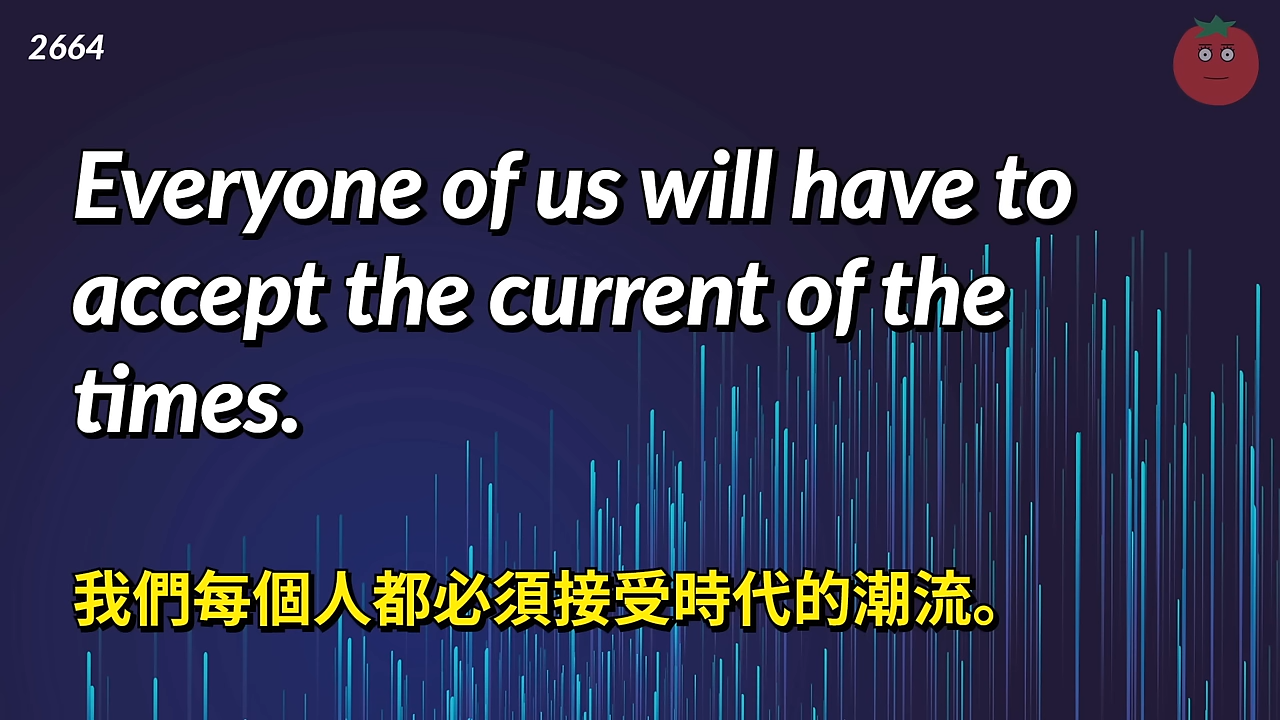 2664
Everyone of us will have to
accept the current of the
times.
我們每個人都必須接受時代的潮流。